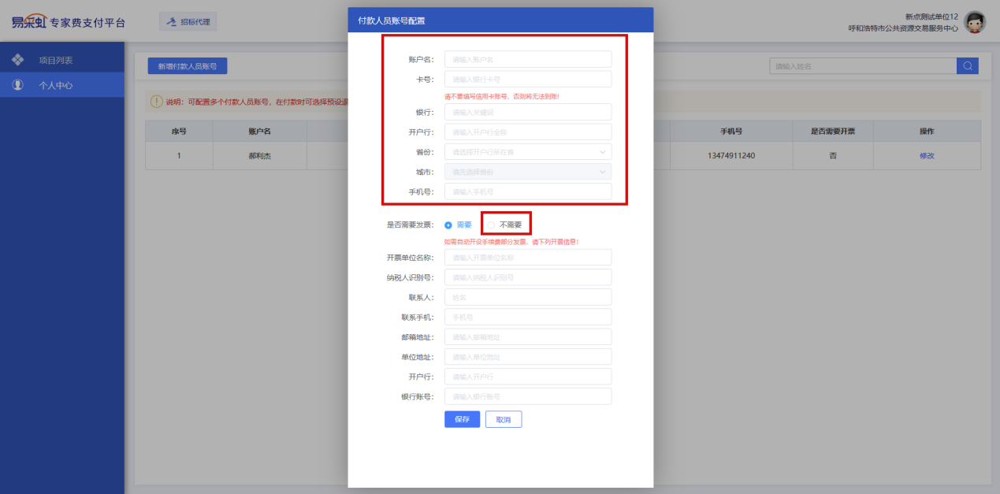 易采虹 专家费支付平台
招标代理
新点测试单位12
呼和浩特市公共资源交易服务中心
项目列表
个人中心
新增付款人员账号
请输入姓名
说明：可配置多个付款人员账号，在付款时可选择预设退
序号 账户名 手机号 是否需要开票 操作
1 郝利杰 13474911240 否 修改
付款人员账号配置
账户名： 请输入账户名
卡号： 请输入银行卡号
请不要填写信用卡账号，否则将无法到账!
银行： 请输入关键词
开户行： 请输入开户行全称
省份： 请选择开户行所在省
城市： 请先选择省份
手机号： 请输入手机号
是否需要发票： 需要 不需要
如需自动开设手续费部分发票，请下列开票信息!
开票单位名称： 请输入开票单位名称
纳税人识别号： 请输入纳税人识别号
联系人： 姓名
联系手机： 手机号
邮箱地址： 请输入邮箱地址
单位地址： 请输入单位地址
开户行： 请输入开户行
银行账号： 请输入银行账号
保存 取消